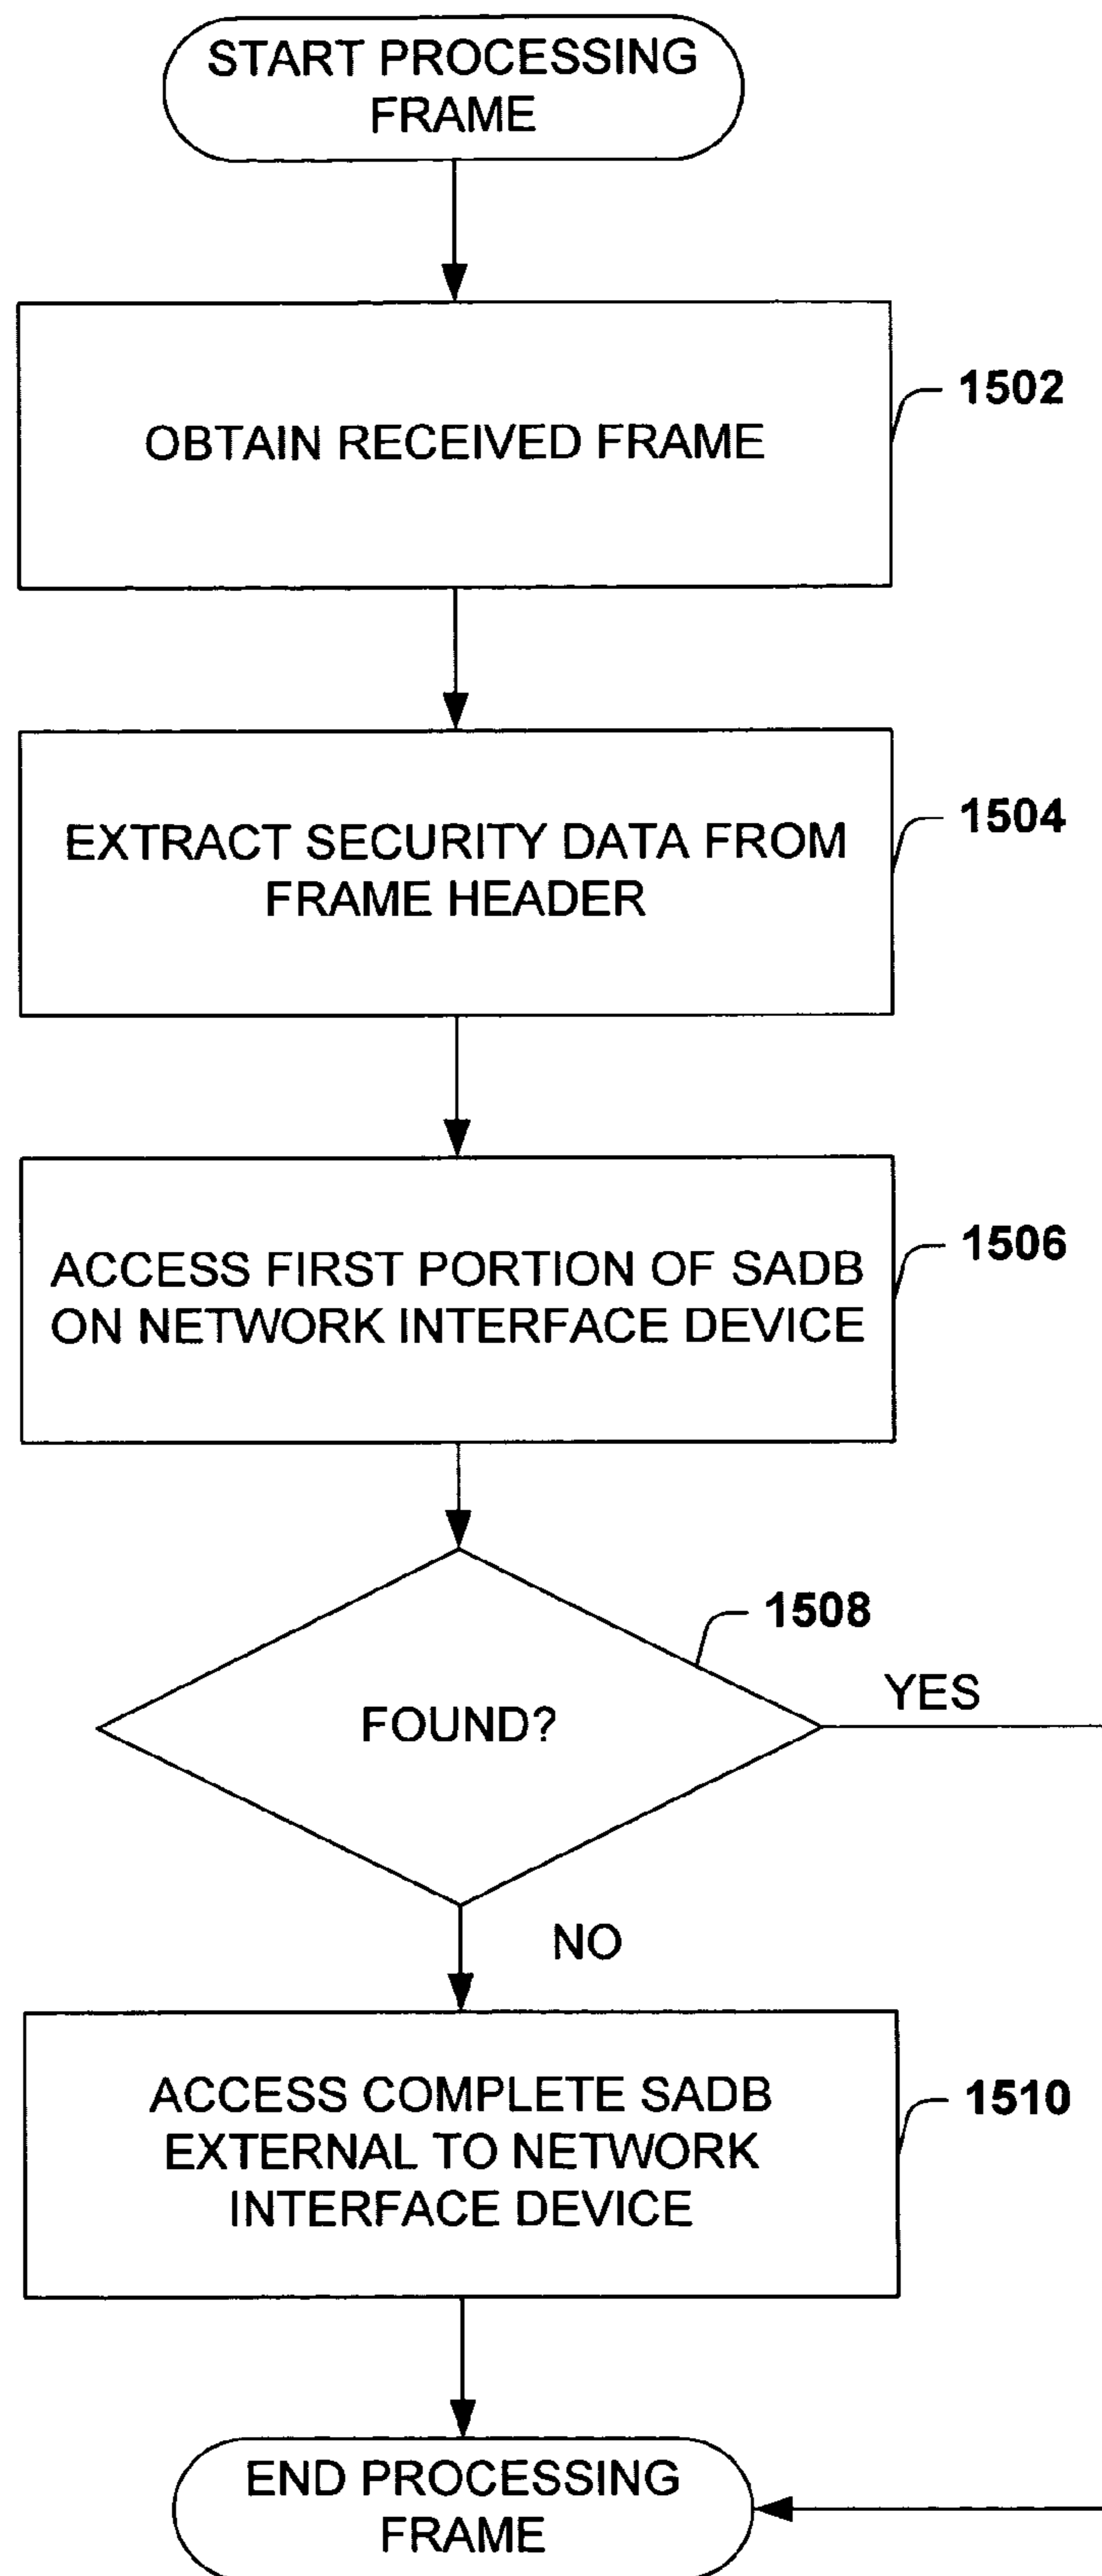 START PROCESSING
FRAME
1502
OBTAIN RECEIVED FRAME
1504
EXTRACT SECURITY DATA FROM
FRAME HEADER
1506
ACCESS FIRST PORTION OF SADB
ON NETWORK INTERFACE DEVICE
1508
YES
FOUND?
NO
1510
ACCESS COMPLETE SADB
EXTERNAL TO NETWORK
INTERFACE DEVICE
END PROCESSING
FRAME